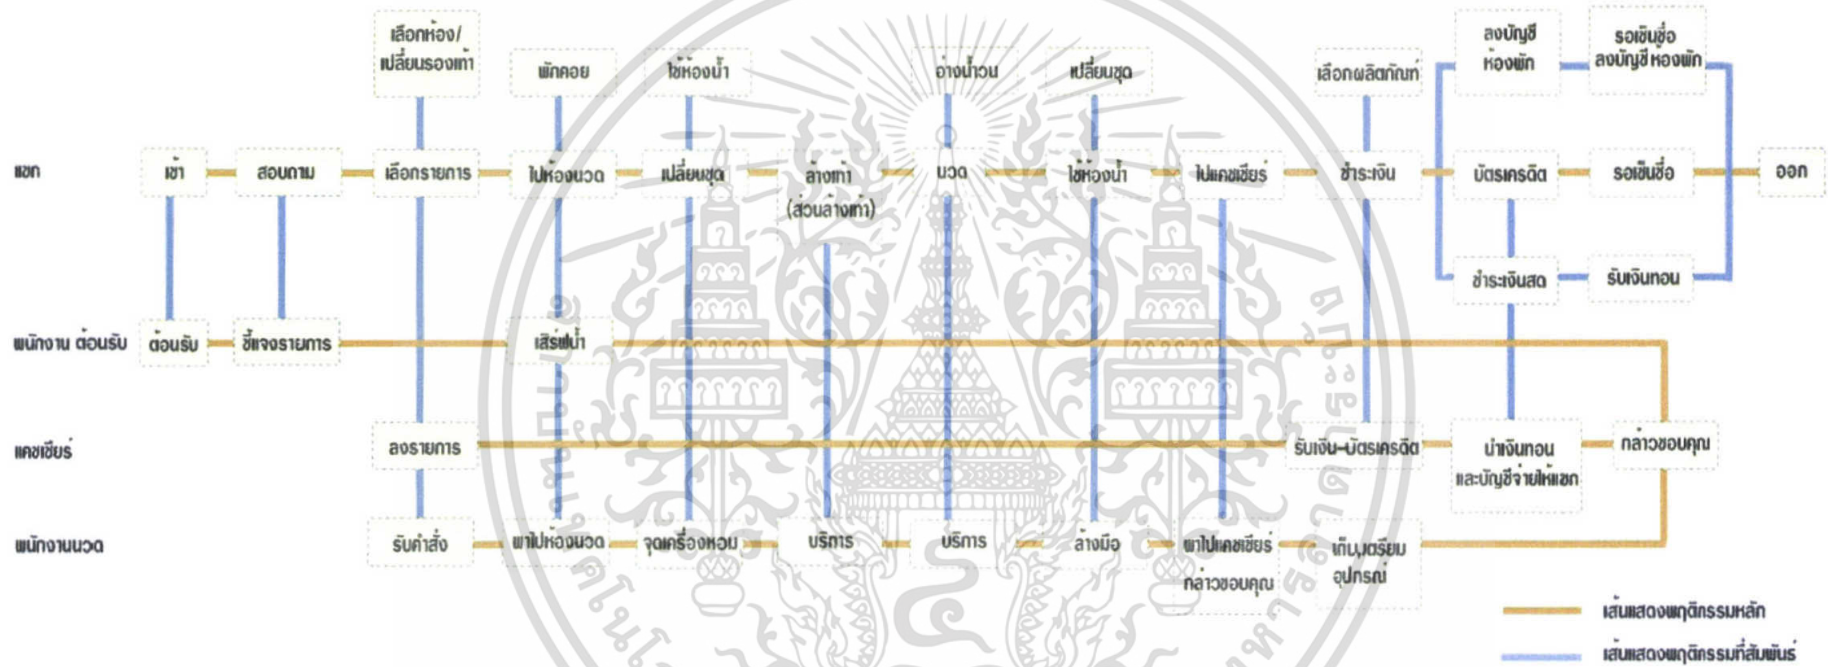 เลือกห้อง/
เปลี่ยนรองเท้า
พักคอย
ใช้ห้องน้ำ
อ่างน้ำวน
เปลี่ยนชุด
เลือกผลิตภัณฑ์
ลงบัญชี
ห้องพัก
รอเซ็นชื่อ
ลงบัญชีห้องพัก
แขก
เข้า
สอบถาม
เลือกรายการ
ไปห้องนวด
เปลี่ยนชุด
ล้างเท้า
(ส่วนล้างเท้า)
นวด
ใช้ห้องน้ำ
ไปแคชเชียร์
ชำระเงิน
บัตรเครดิต
รอเซ็นชื่อ
ออก
ชำระเงินสด
รับเงินทอน
พนักงาน ต้อนรับ
ต้อนรับ
ชี้แจงรายการ
เสิร์ฟน้ำ
แคชเชียร์
ลงรายการ
รับเงิน-บัตรเครดิต
นำเงินทอน
และบัญชีจ่ายให้แขก
กล่าวขอบคุณ
พนักงานนวด
รับคำสั่ง
พาไปห้องนวด
จุดเครื่องหอม
บริการ
บริการ
ล้างมือ
พาไปแคชเชียร์
กล่าวขอบคุณ
เก็บ,เตรียม
อุปกรณ์
เส้นแสดงพฤติกรรมหลัก
เส้นแสดงพฤติกรรมที่สัมพันธ์